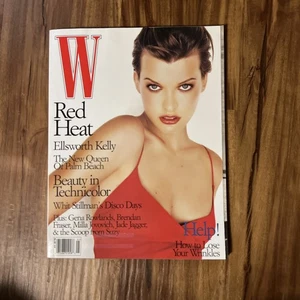 W
Red
Heat
Ellsworth Kelly
The New Queen
Of Palm Beach
Beauty in
Technicolor
Whit Stillman's Disco Days
Plus: Gena Rowlands, Brendan
Fraser, Milla Jovovich, Jade Jagger,
& the Scoop from Suzy
Help!
How to Lose
Your Wrinkles